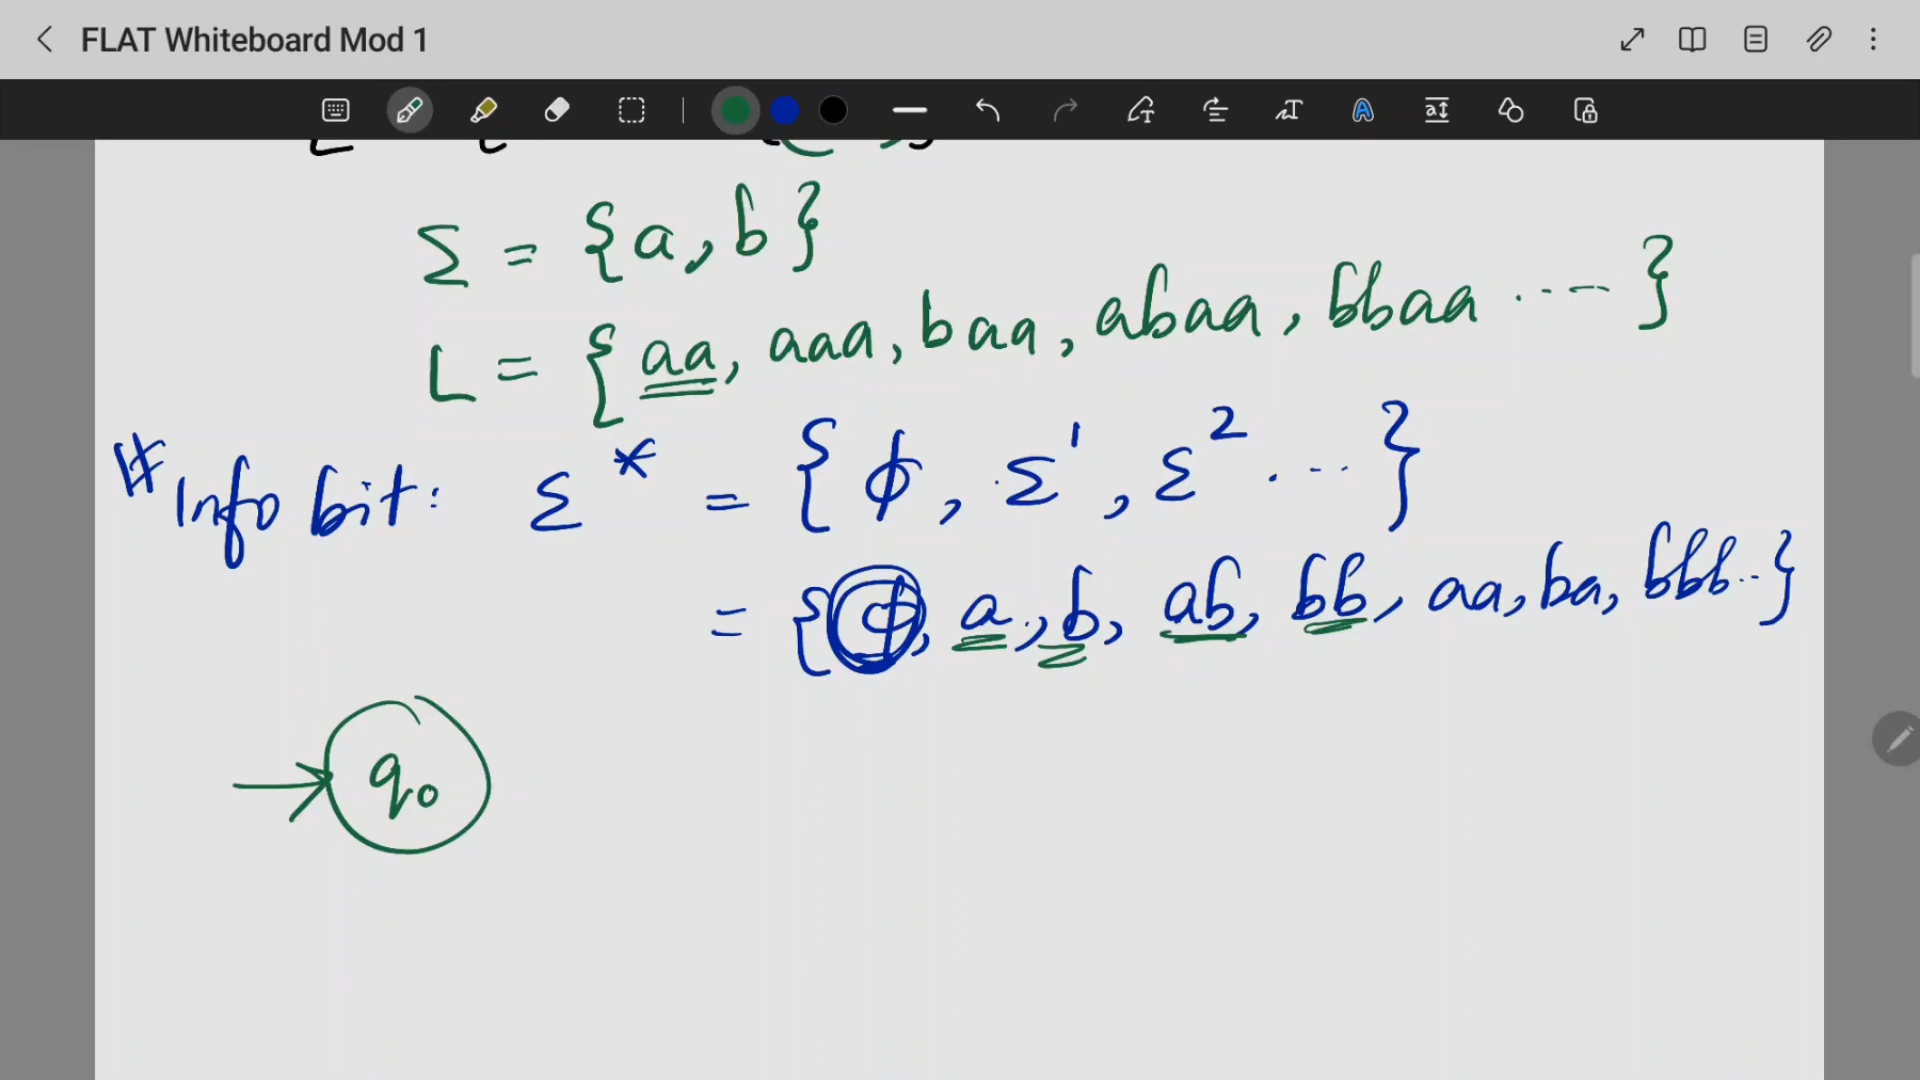 FLAT Whiteboard Mod 1
Σ = {a, b}
L = {aa, aaa, baa, abaa, bbaa ....}
# Info bit: Σ* = {ϕ, Σ¹, Σ² ...}
= {ϕ, a, b, ab, bb, aa, ba, bbb..}
q₀